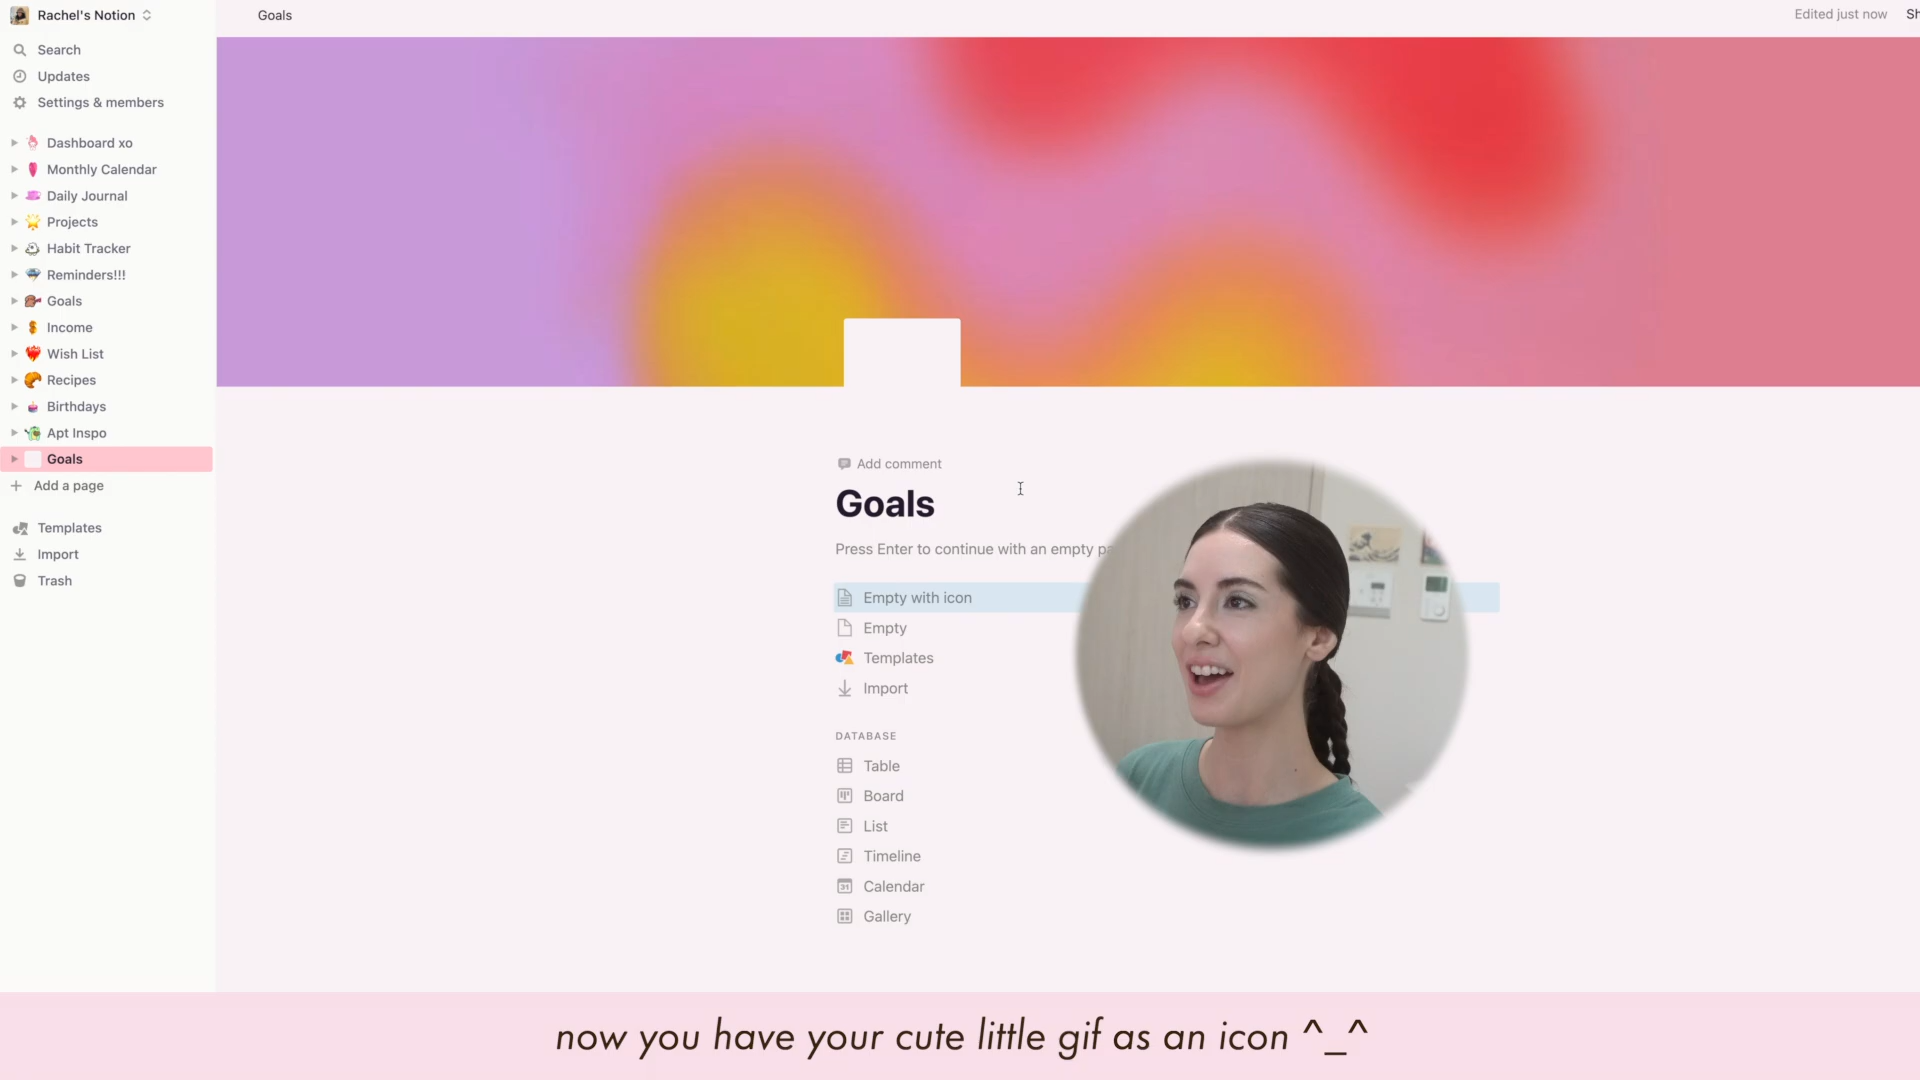 Rachel's Notion
Goals
Edited just now
Search
Updates
Settings & members
Dashboard xo
Monthly Calendar
Daily Journal
Projects
Habit Tracker
Reminders!!!
Goals
Income
Wish List
Recipes
Birthdays
Apt Inspo
Goals
Add a page
Templates
Import
Trash
Add comment
Goals
Press Enter to continue with an empty
Empty with icon
Empty
Templates
Import
DATABASE
Table
Board
List
Timeline
Calendar
Gallery
now you have your cute little gif as an icon ^_^